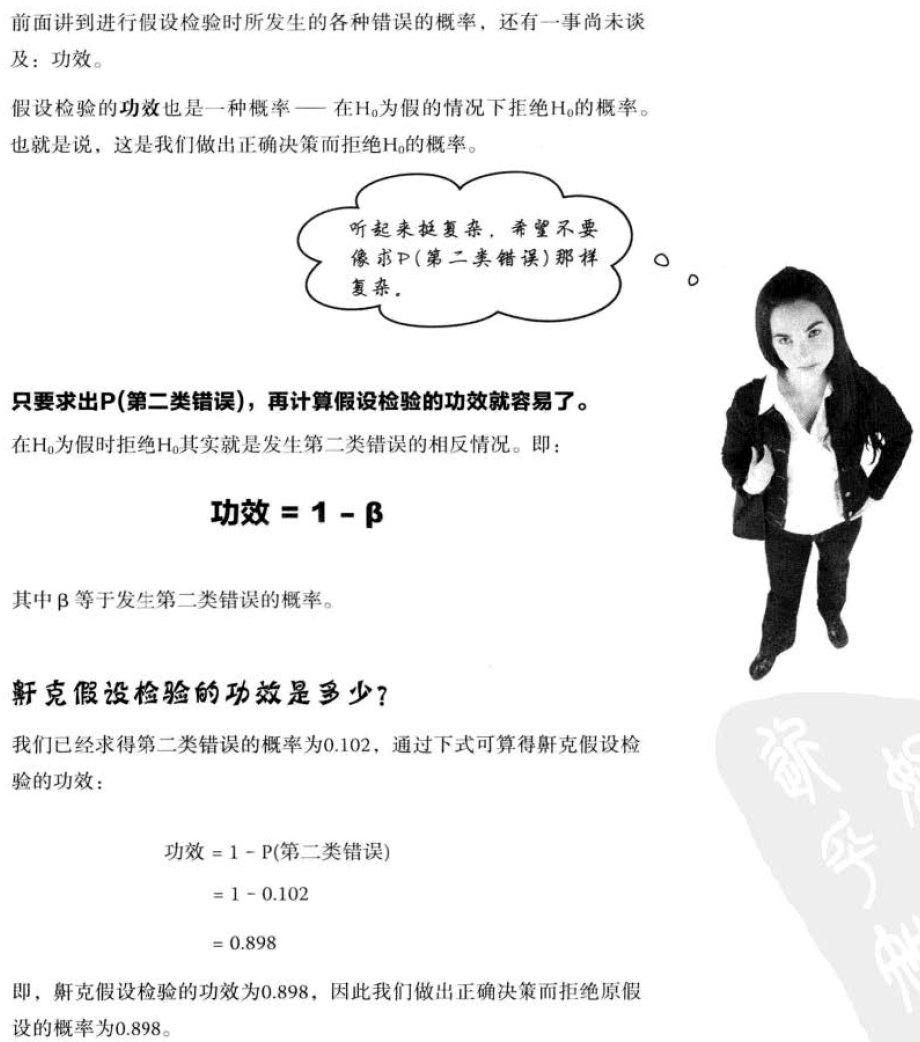 前面讲到进行假设检验时所发生的各种错误的概率，还有一事尚未谈
及：功效。
假设检验的功效也是一种概率 —— 在H₀为假的情况下拒绝H₀的概率。
也就是说，这是我们做出正确决策而拒绝H₀的概率。
听起来挺复杂，希望不要
像求P(第二类错误)那样
复杂。
只要求出P(第二类错误)，再计算假设检验的功效就容易了。
在H₀为假时拒绝H₀其实就是发生第二类错误的相反情况。即：
功效 = 1 - β
其中 β 等于发生第二类错误的概率。
鼾克假设检验的功效是多少？
我们已经求得第二类错误的概率为0.102，通过下式可算得鼾克假设检
验的功效：
功效 = 1 - P(第二类错误)
= 1 - 0.102
= 0.898
即，鼾克假设检验的功效为0.898，因此我们做出正确决策而拒绝原假
设的概率为0.898。